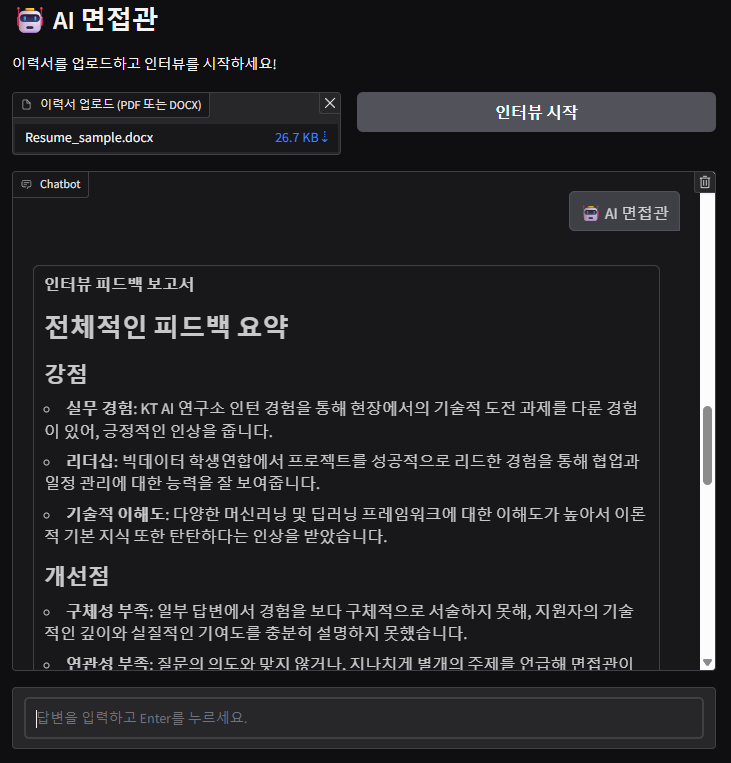 AI 면접관
이력서를 업로드하고 인터뷰를 시작하세요!
이력서 업로드 (PDF 또는 DOCX)
Resume_sample.docx 26.7 KB ↓
인터뷰 시작
Chatbot
AI 면접관
인터뷰 피드백 보고서
전체적인 피드백 요약
강점
실무 경험: KT AI 연구소 인턴 경험을 통해 현장에서의 기술적 도전 과제를 다룬 경험
이 있어, 긍정적인 인상을 줍니다.
리더십: 빅데이터 학생연합에서 프로젝트를 성공적으로 리드한 경험을 통해 협업과
일정 관리에 대한 능력을 잘 보여줍니다.
기술적 이해도: 다양한 머신러닝 및 딥러닝 프레임워크에 대한 이해도가 높아서 이론
적 기본 지식 또한 탄탄하다는 인상을 받았습니다.
개선점
구체성 부족: 일부 답변에서 경험을 보다 구체적으로 서술하지 못해, 지원자의 기술
적인 깊이와 실질적인 기여도를 충분히 설명하지 못했습니다.
연관성 부족: 질문의 의도와 맞지 않거나, 지나치게 별개의 주제를 언급해 면접관이
답변을 입력하고 Enter를 누르세요.